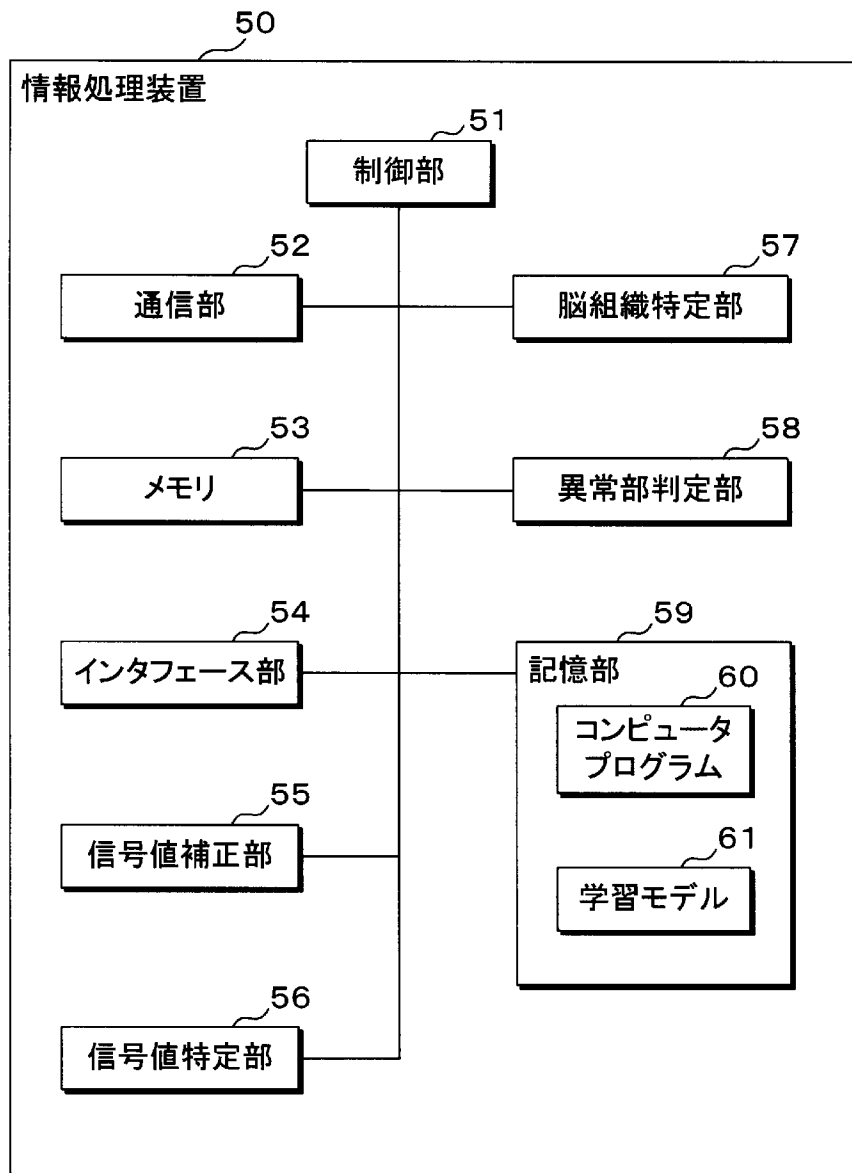 50
情報処理装置
51
制御部
52
通信部
57
脳組織特定部
53
メモリ
58
異常部判定部
54
インタフェース部
59
記憶部
60
コンピュータ
プログラム
55
信号値補正部
61
学習モデル
56
信号値特定部